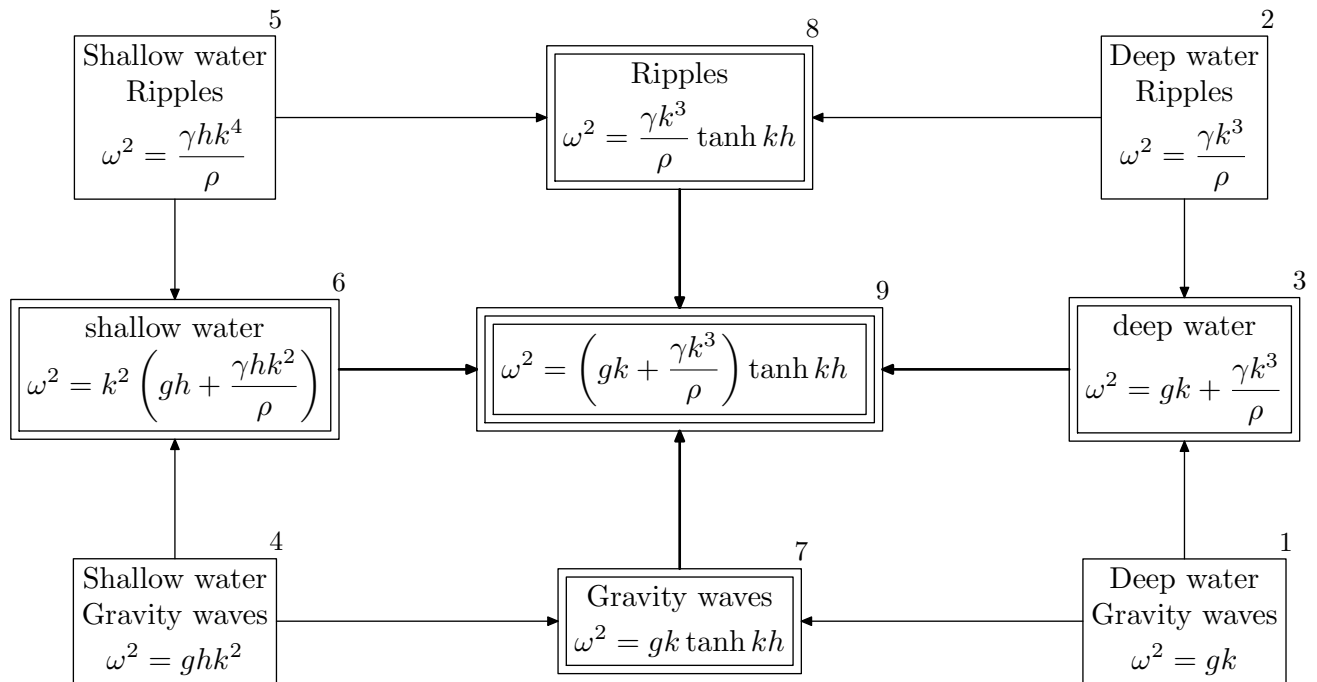 5
Shallow water
Ripples
ω² = γhk⁴/ρ
8
Ripples
ω² = γk³/ρ tanh kh
2
Deep water
Ripples
ω² = γk³/ρ
6
shallow water
ω² = k² (gh + γhk²/ρ)
9
ω² = (gk + γk³/ρ) tanh kh
3
deep water
ω² = gk + γk³/ρ
4
Shallow water
Gravity waves
ω² = ghk²
7
Gravity waves
ω² = gk tanh kh
1
Deep water
Gravity waves
ω² = gk